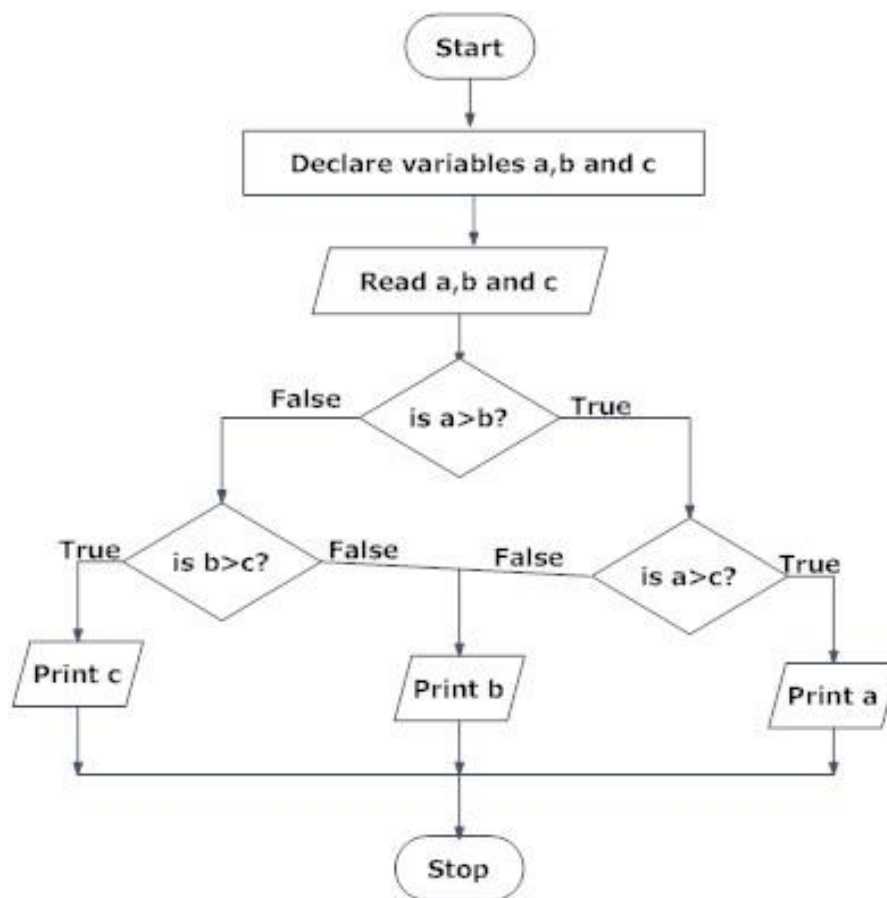 Start
Declare variables a,b and c
Read a,b and c
False
is a>b?
True
True
is b>c?
False
False
is a>c?
True
Print c
Print b
Print a
Stop